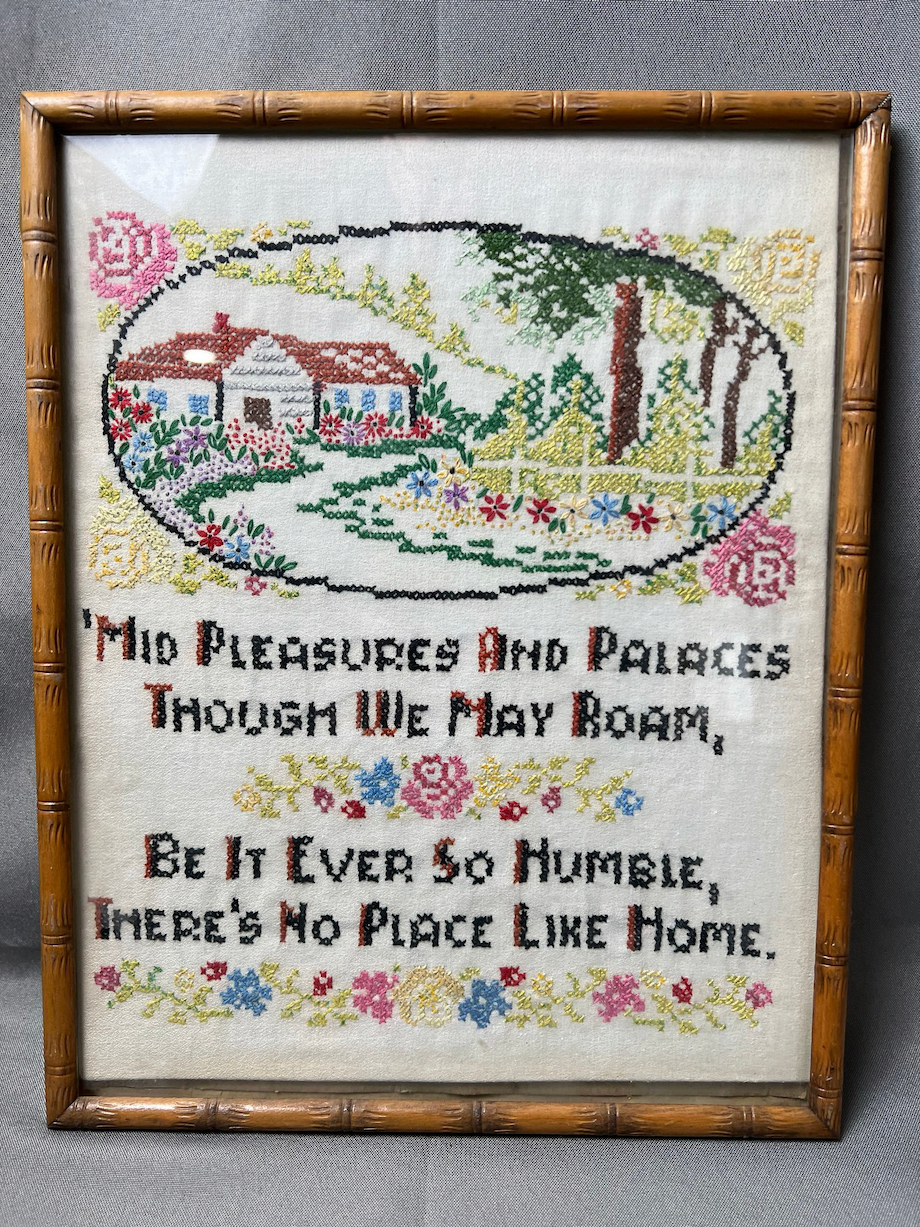 'Mid Pleasures And Palaces
Though We May Roam,
Be It Ever So Humble,
There's No Place Like Home.